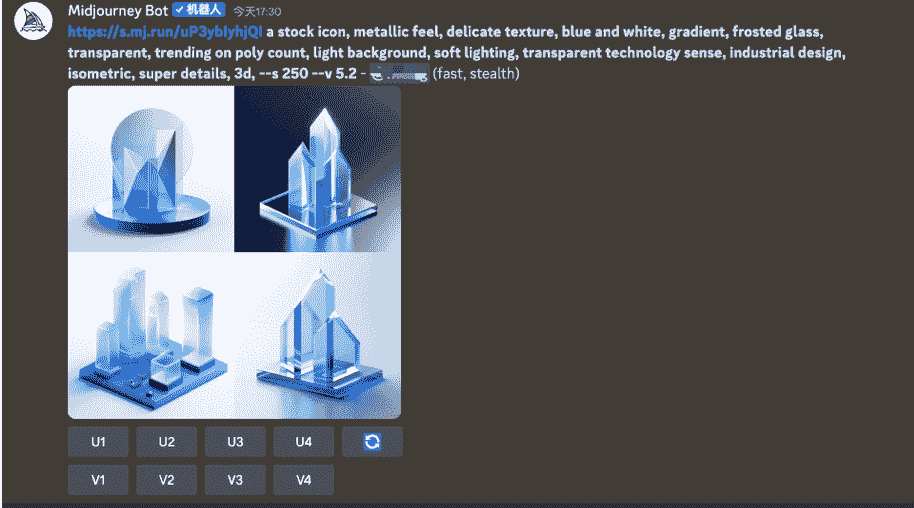 Midjourney Bot ✓机器人 今天17:30
https://s.mj.run/uP3yblyhjQI a stock icon, metallic feel, delicate texture, blue and white, gradient, frosted glass,
transparent, trending on poly count, light background, soft lighting, transparent technology sense, industrial design,
isometric, super details, 3d, --s 250 --v 5.2 - (fast, stealth)
U1 U2 U3 U4
V1 V2 V3 V4